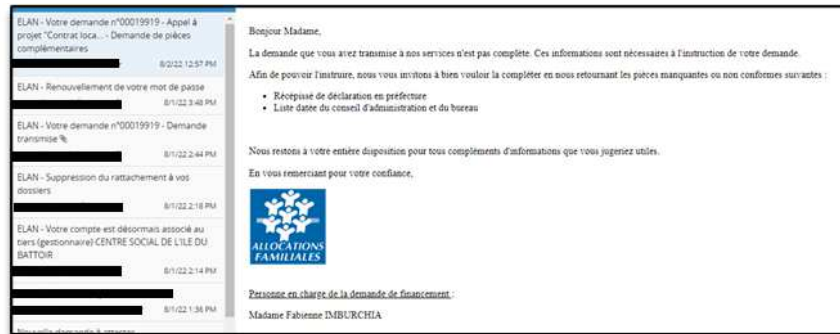 ELAN - Votre demande n°00019919 - Appel à
projet "Contrat loca... - Demande de pièces
complémentaires
8/2/22 12:57 PM
ELAN - Renouvellement de votre mot de passe
8/1/22 3:48 PM
ELAN - Votre demande n°00019919 - Demande
transmise
8/1/22 2:44 PM
ELAN - Suppression du rattachement à vos
dossiers
8/1/22 2:18 PM
ELAN - Votre compte est désormais associé au
tiers (gestionnaire) CENTRE SOCIAL DE L'ILE DU
BATTOIR
8/1/22 2:14 PM
8/1/22 1:36 PM
Nouvelle demande à attester
Bonjour Madame,
La demande que vous avez transmise à nos services n'est pas complète. Ces informations sont nécessaires à l'instruction de votre demande.
Afin de pouvoir l'instruire, nous vous invitons à bien vouloir la compléter en nous retournant les pièces manquantes ou non conformes suivantes :
• Récépissé de déclaration en préfecture
• Liste datée du conseil d'administration et du bureau
Nous restons à votre entière disposition pour tous compléments d'informations que vous jugeriez utiles.
En vous remerciant pour votre confiance,
ALLOCATIONS
FAMILIALES
Personne en charge de la demande de financement :
Madame Fabienne IMBURCHIA